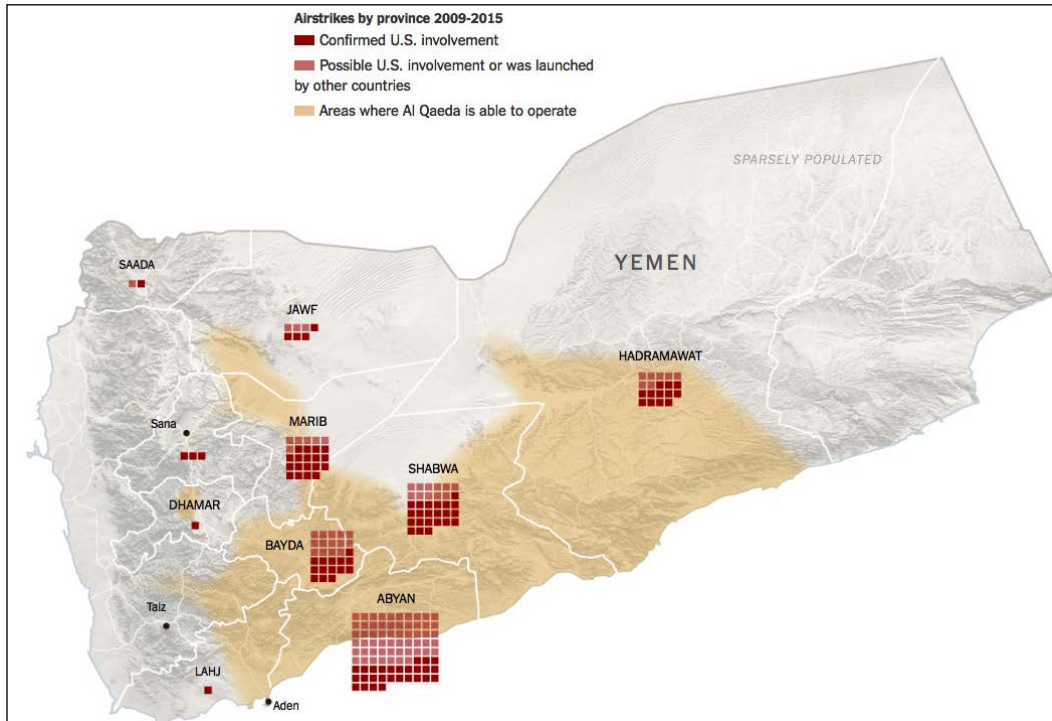 Airstrikes by province 2009-2015
Confirmed U.S. involvement
Possible U.S. involvement or was launched
by other countries
Areas where Al Qaeda is able to operate
SPARSELY POPULATED
YEMEN
SAADA
JAWF
HADRAMAWAT
Sana
MARIB
SHABWA
DHAMAR
BAYDA
ABYAN
Taiz
LAHJ
Aden